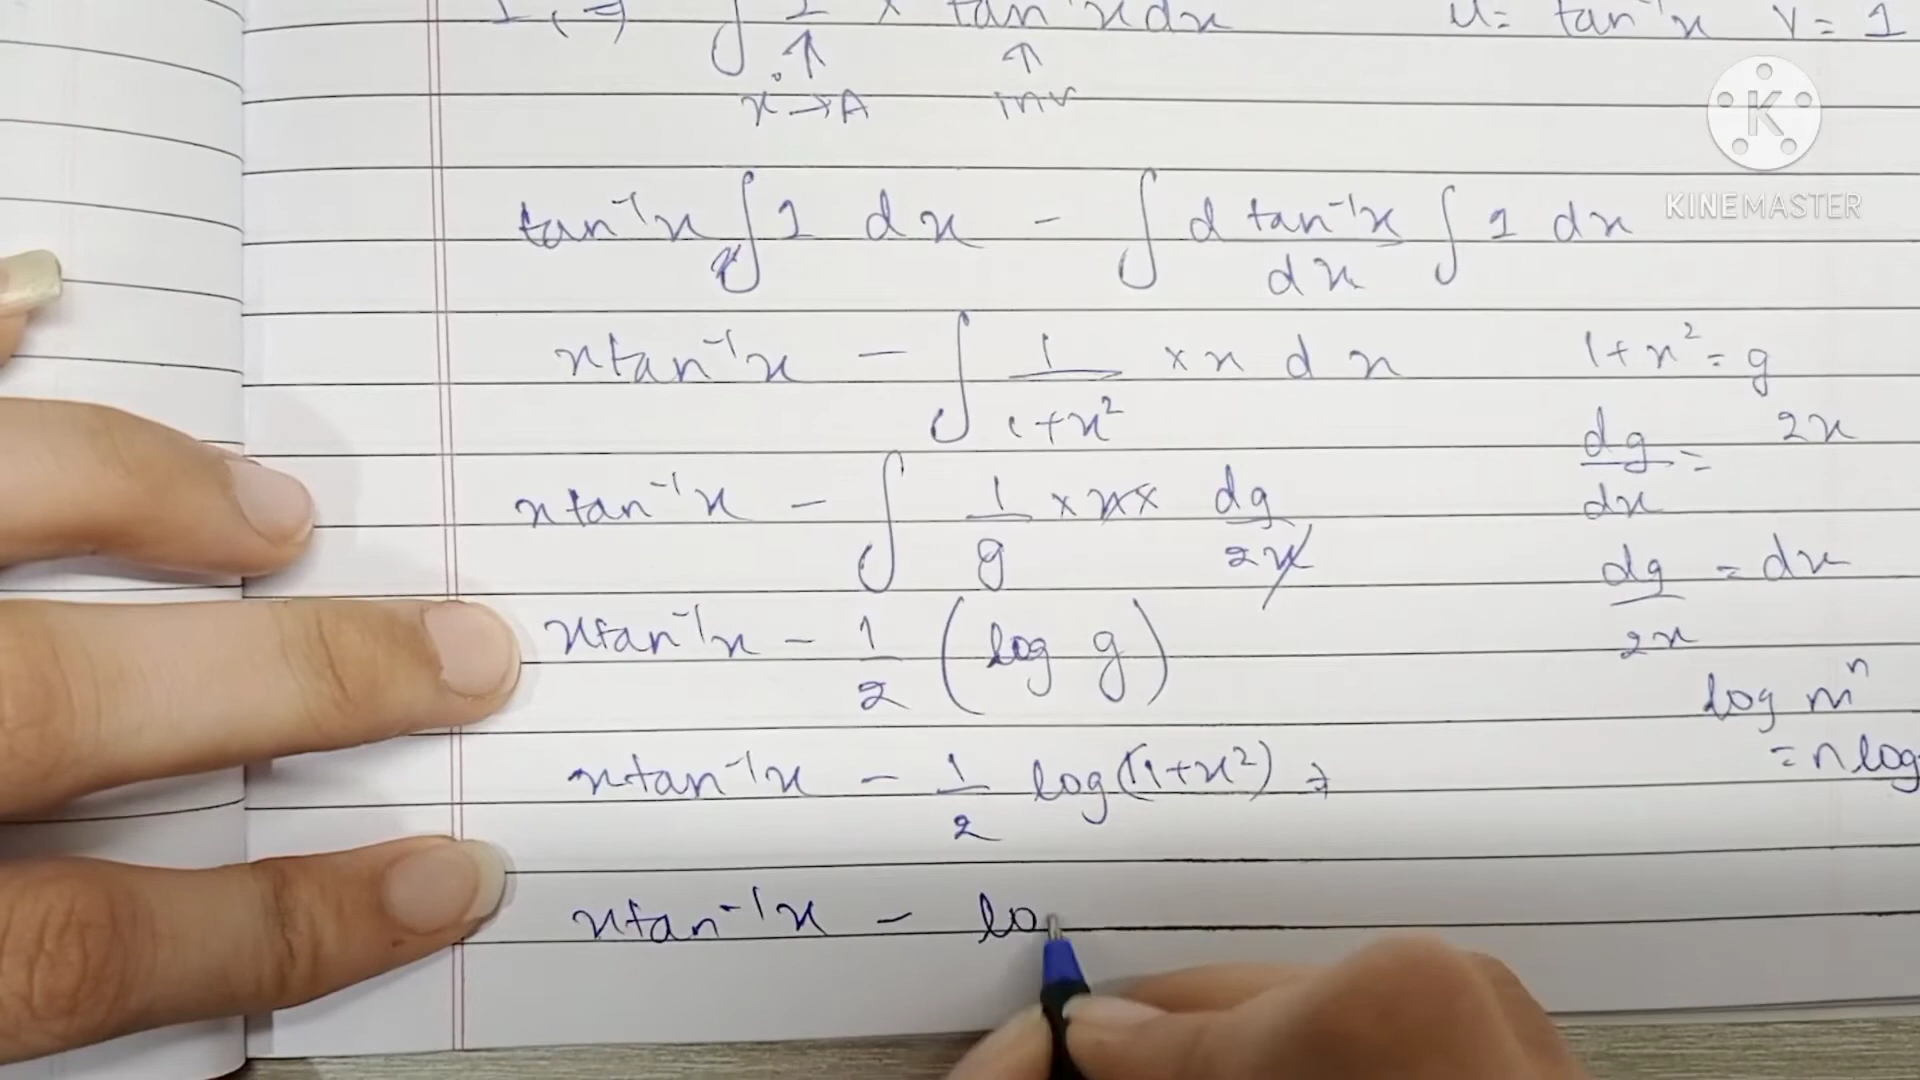 ∫ 1 × tan⁻¹x dx u = tan⁻¹x v = 1
x → A inv
tan⁻¹x ∫ 1 dx - ∫ d tan⁻¹x / dx ∫ 1 dx
x tan⁻¹x - ∫ 1 / 1+x² × x dx
1+x² = g
x tan⁻¹x - ∫ 1/g × x × dg/2x
dg/dx = 2x
dg/2x = dx
x tan⁻¹x - 1/2 (log g)
log mⁿ
= n log
x tan⁻¹x - 1/2 log(1+x²) +
x tan⁻¹x - lo
K
KINEMASTER